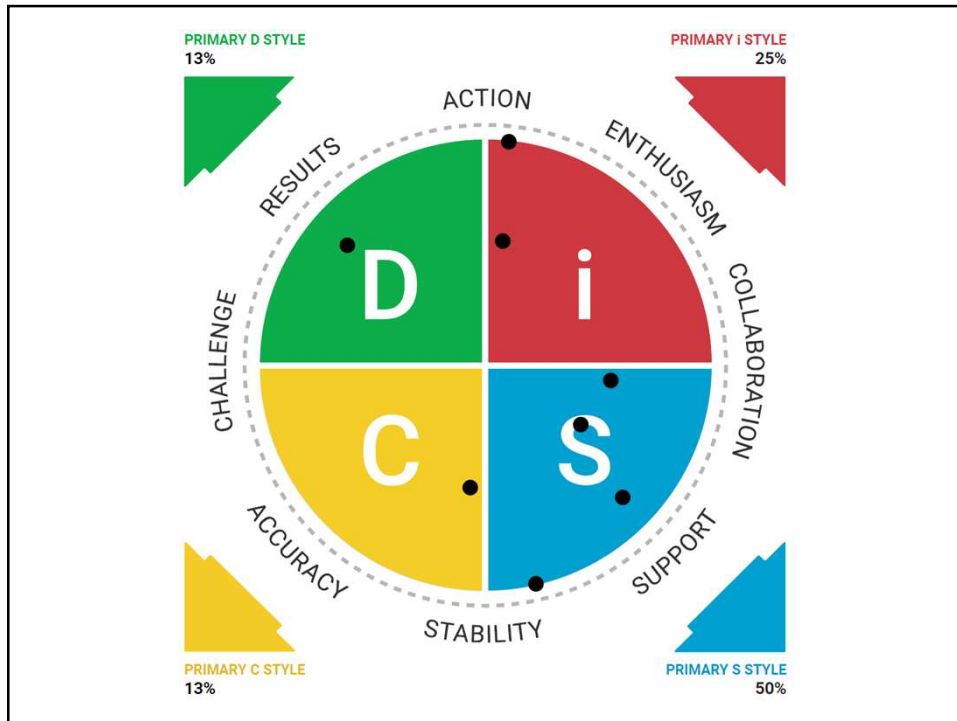 PRIMARY D STYLE
13%
PRIMARY i STYLE
25%
ACTION
RESULTS
ENTHUSIASM
CHALLENGE
COLLABORATION
D
i
C
S
ACCURACY
SUPPORT
STABILITY
PRIMARY C STYLE
13%
PRIMARY S STYLE
50%